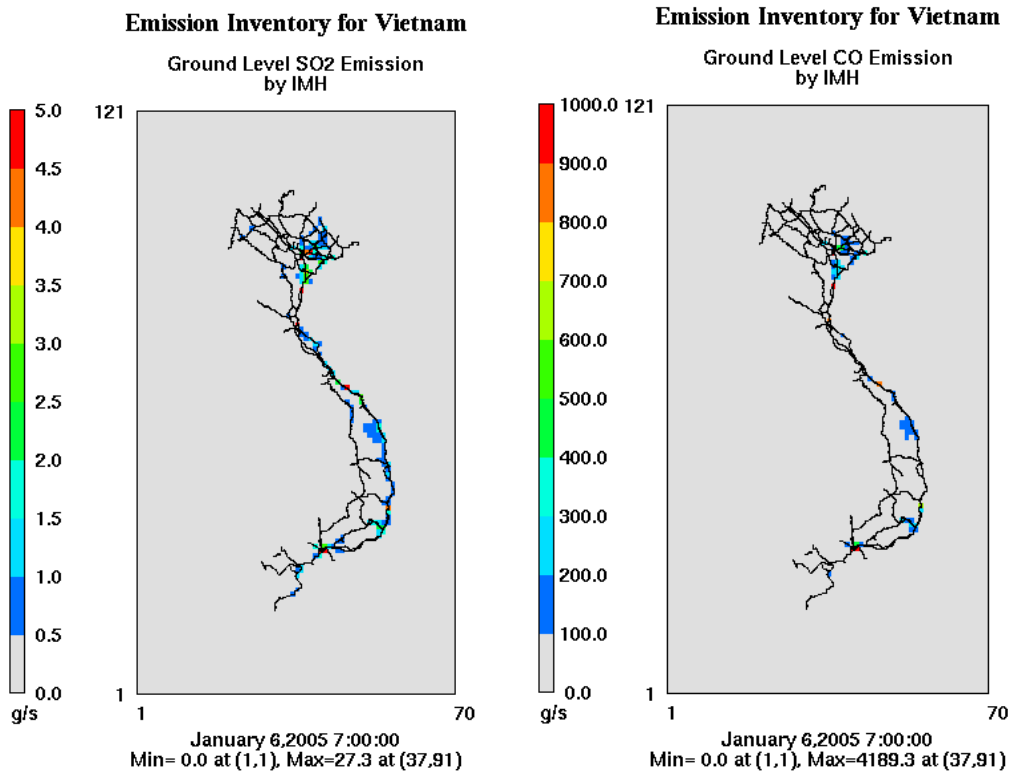 Emission Inventory for Vietnam
Ground Level SO2 Emission
by IMH
5.0
4.5
4.0
3.5
3.0
2.5
2.0
1.5
1.0
0.5
0.0
g/s
121
1
1
70
January 6,2005 7:00:00
Min= 0.0 at (1,1), Max=27.3 at (37,91)
Emission Inventory for Vietnam
Ground Level CO Emission
by IMH
1000.0
900.0
800.0
700.0
600.0
500.0
400.0
300.0
200.0
100.0
0.0
g/s
121
1
1
70
January 6,2005 7:00:00
Min= 0.0 at (1,1), Max=4189.3 at (37,91)